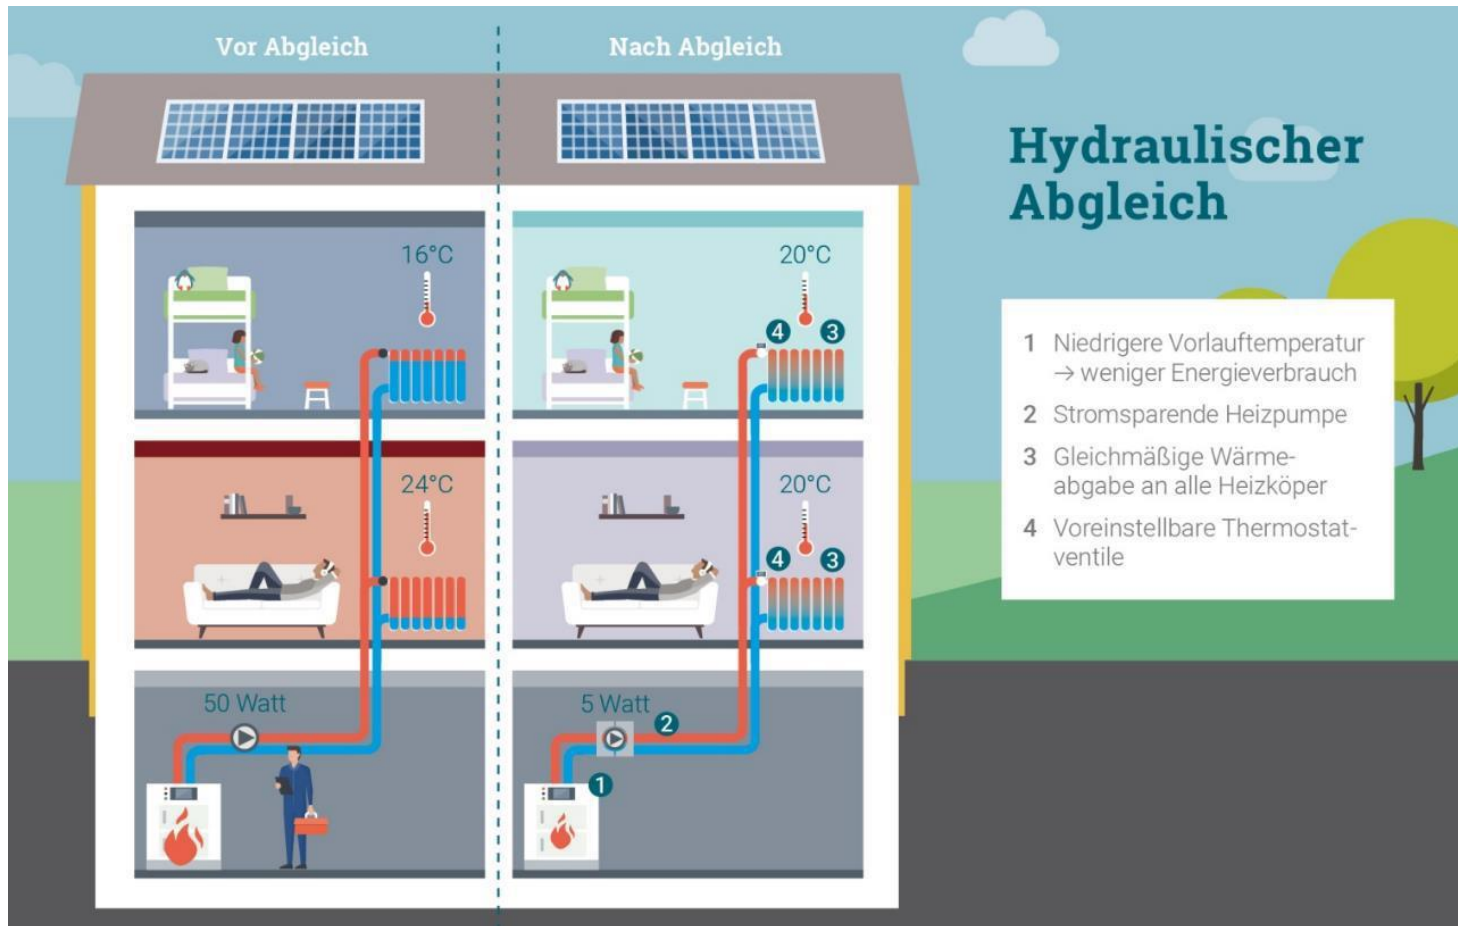 Vor Abgleich
Nach Abgleich
Hydraulischer
Abgleich
16°C
20°C
4
3
24°C
20°C
4
3
50 Watt
5 Watt
2
1
1 Niedrigere Vorlauftemperatur
→ weniger Energieverbrauch
2 Stromsparende Heizpumpe
3 Gleichmäßige Wärme-
abgabe an alle Heizköper
4 Voreinstellbare Thermostat-
ventile